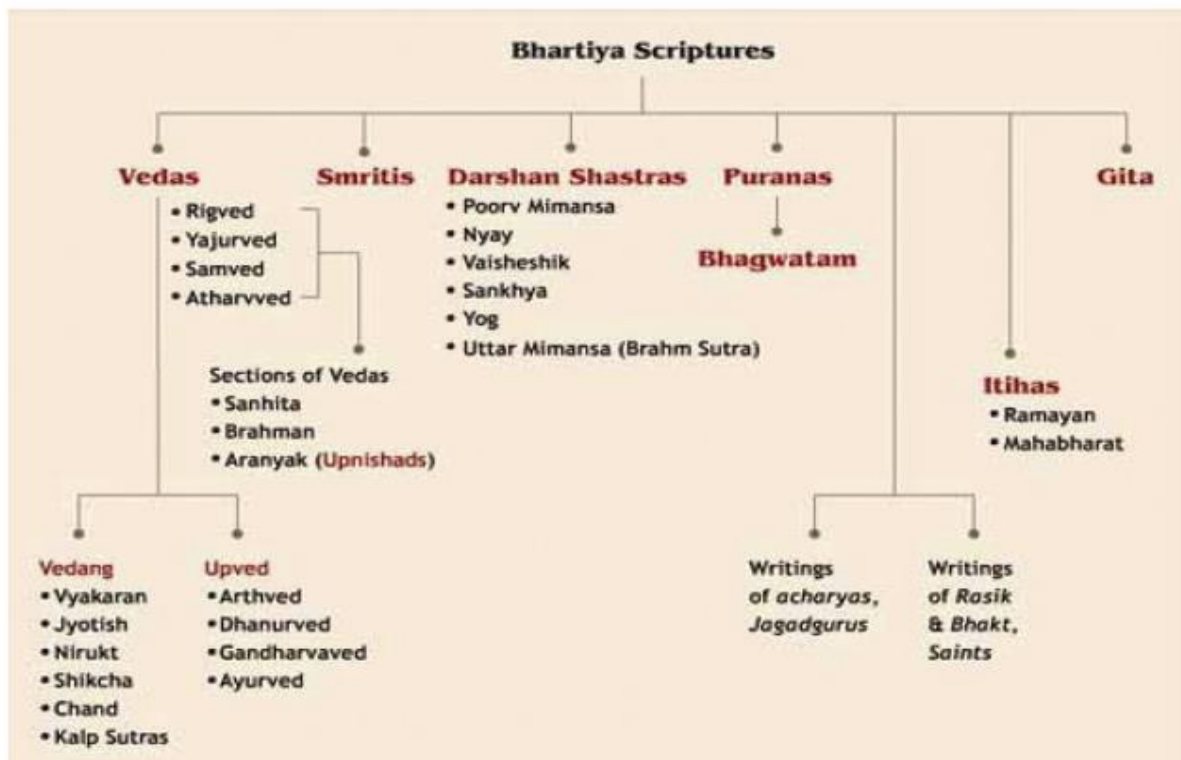 Bhartiya Scriptures
Vedas
• Rigved
• Yajurved
• Samved
• Atharvved
Sections of Vedas
• Sanhita
• Brahman
• Aranyak (Upnishads)
Vedang
• Vyakaran
• Jyotish
• Nirukt
• Shikcha
• Chand
• Kalp Sutras
Upved
• Arthved
• Dhanurved
• Gandharvaved
• Ayurved
Smritis
Darshan Shastras
• Poorv Mimansa
• Nyay
• Vaisheshik
• Sankhya
• Yog
• Uttar Mimansa (Brahm Sutra)
Puranas
Bhagwatam
Writings
of acharyas,
Jagadgurus
Writings
of Rasik
& Bhakt,
Saints
Itihas
• Ramayan
• Mahabharat
Gita